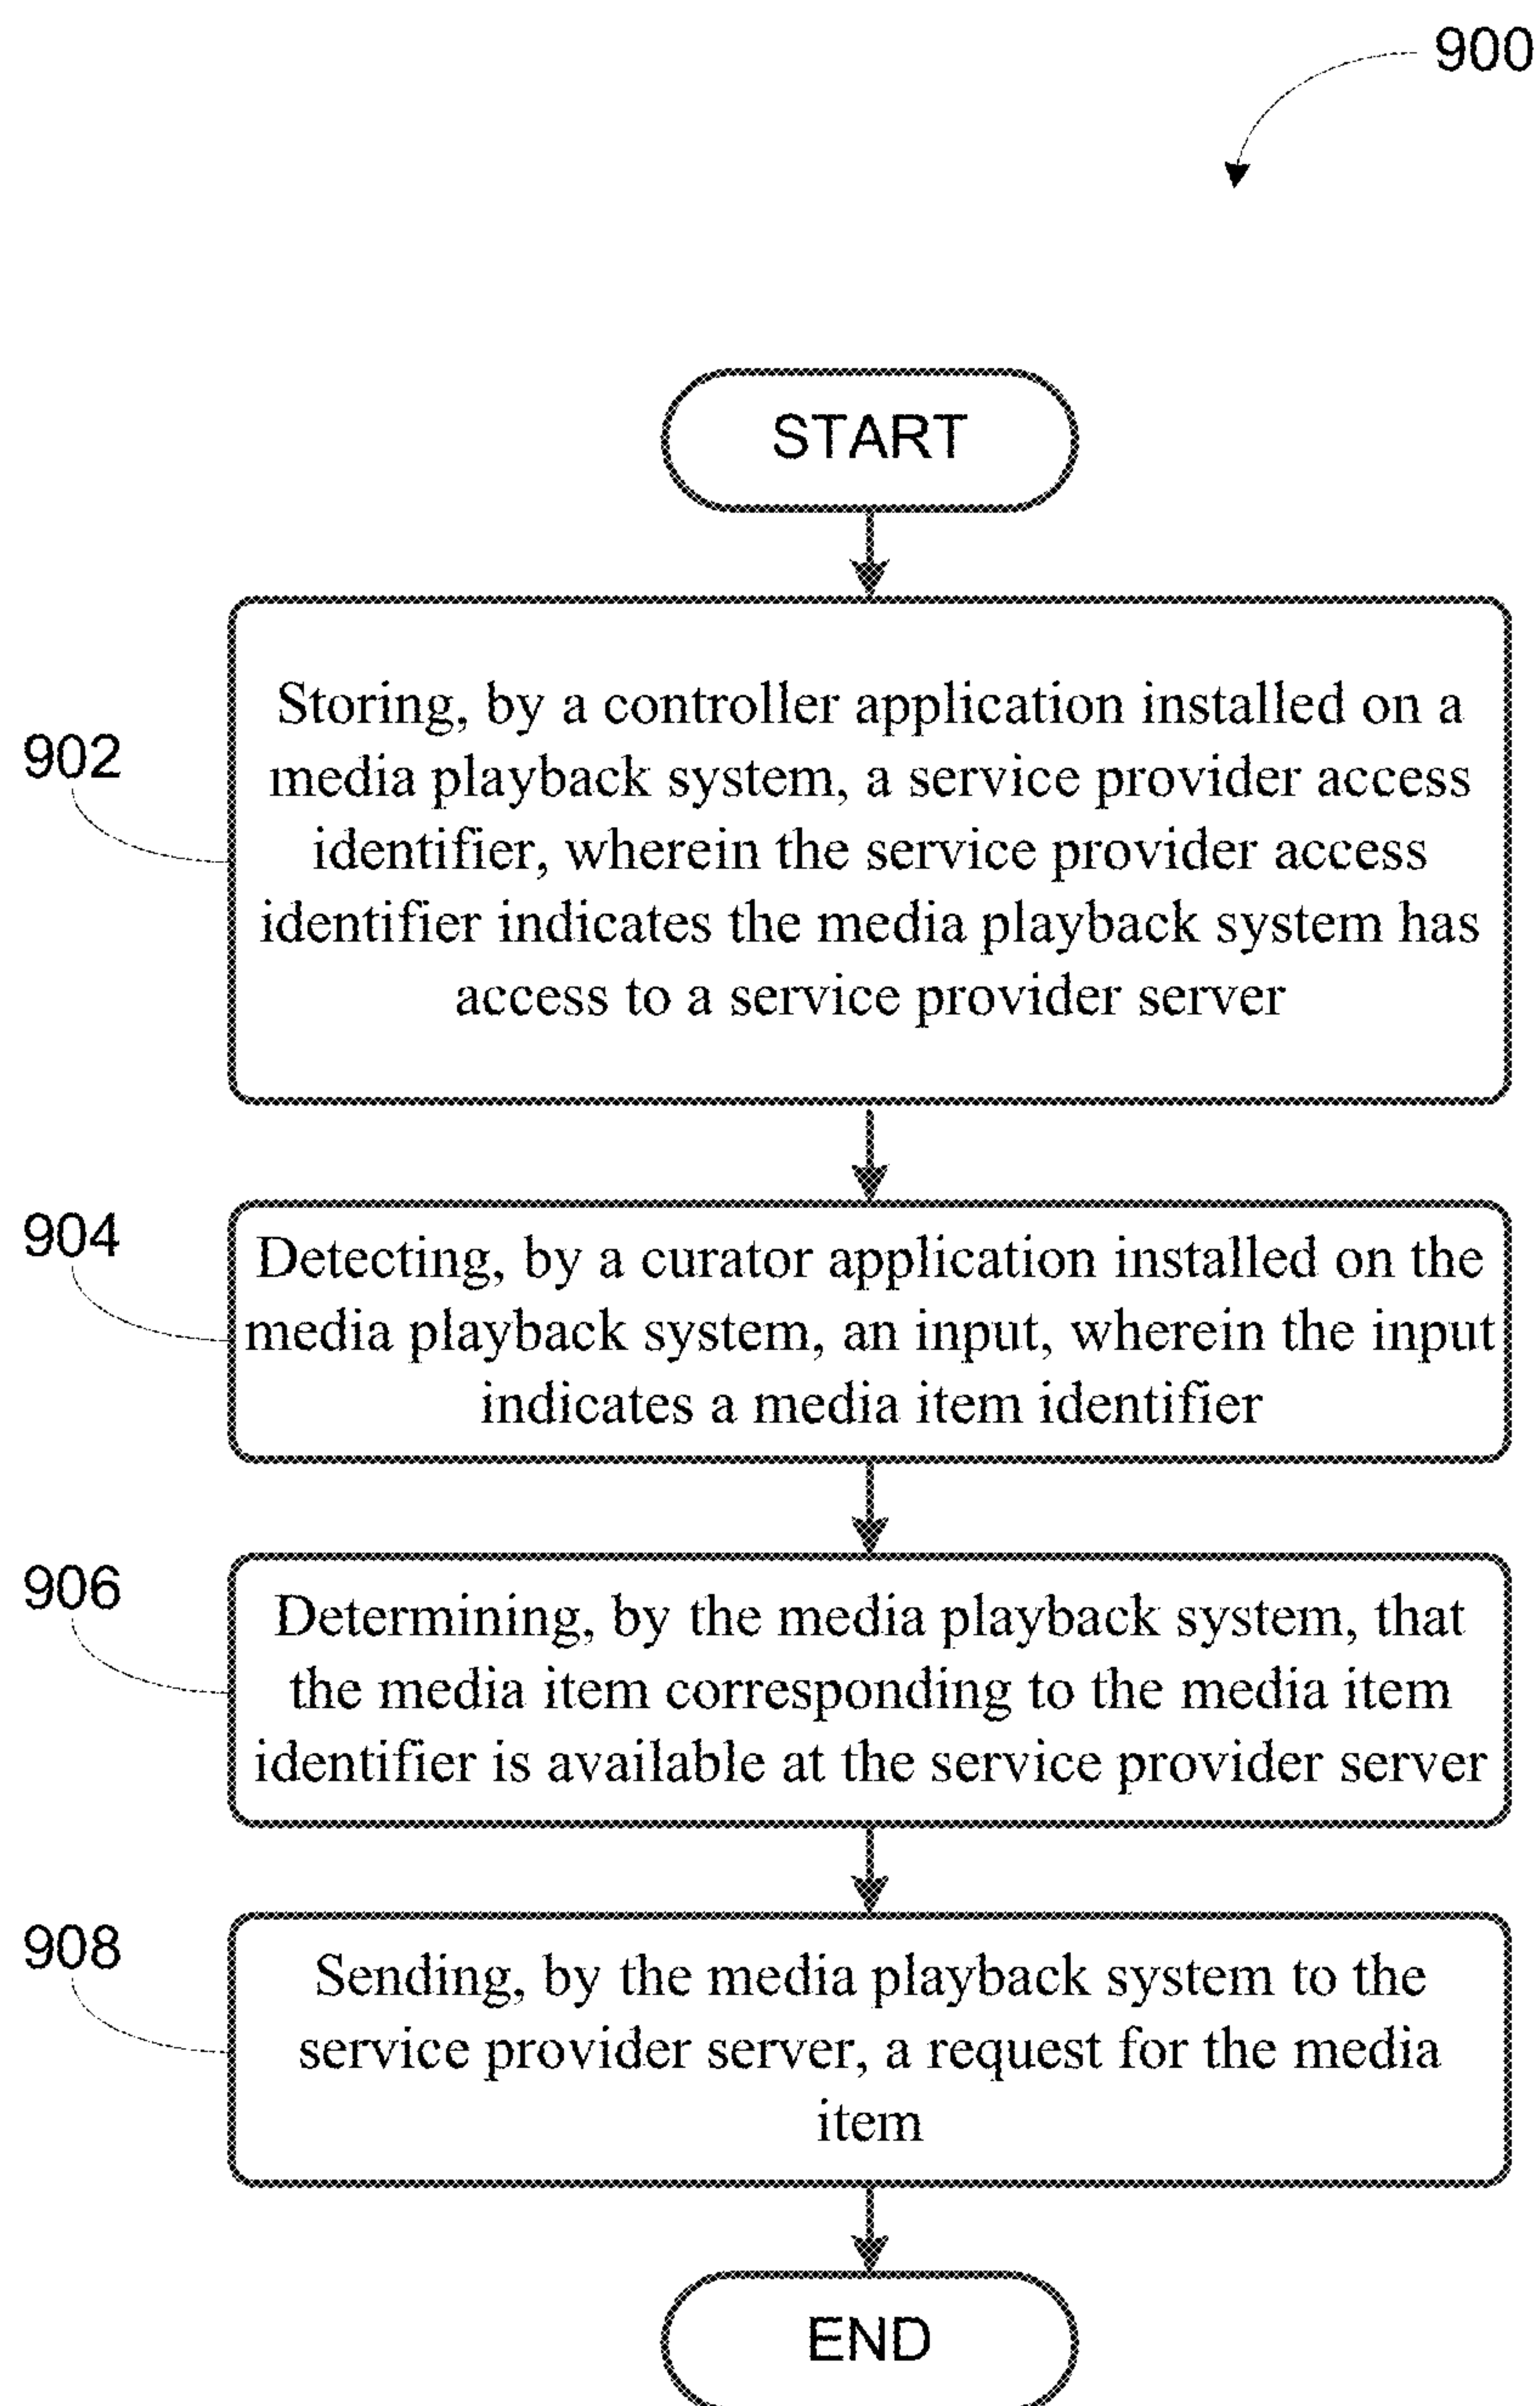 900
START
902
Storing, by a controller application installed on a
media playback system, a service provider access
identifier, wherein the service provider access
identifier indicates the media playback system has
access to a service provider server
904
Detecting, by a curator application installed on the
media playback system, an input, wherein the input
indicates a media item identifier
906
Determining, by the media playback system, that
the media item corresponding to the media item
identifier is available at the service provider server
908
Sending, by the media playback system to the
service provider server, a request for the media
item
END